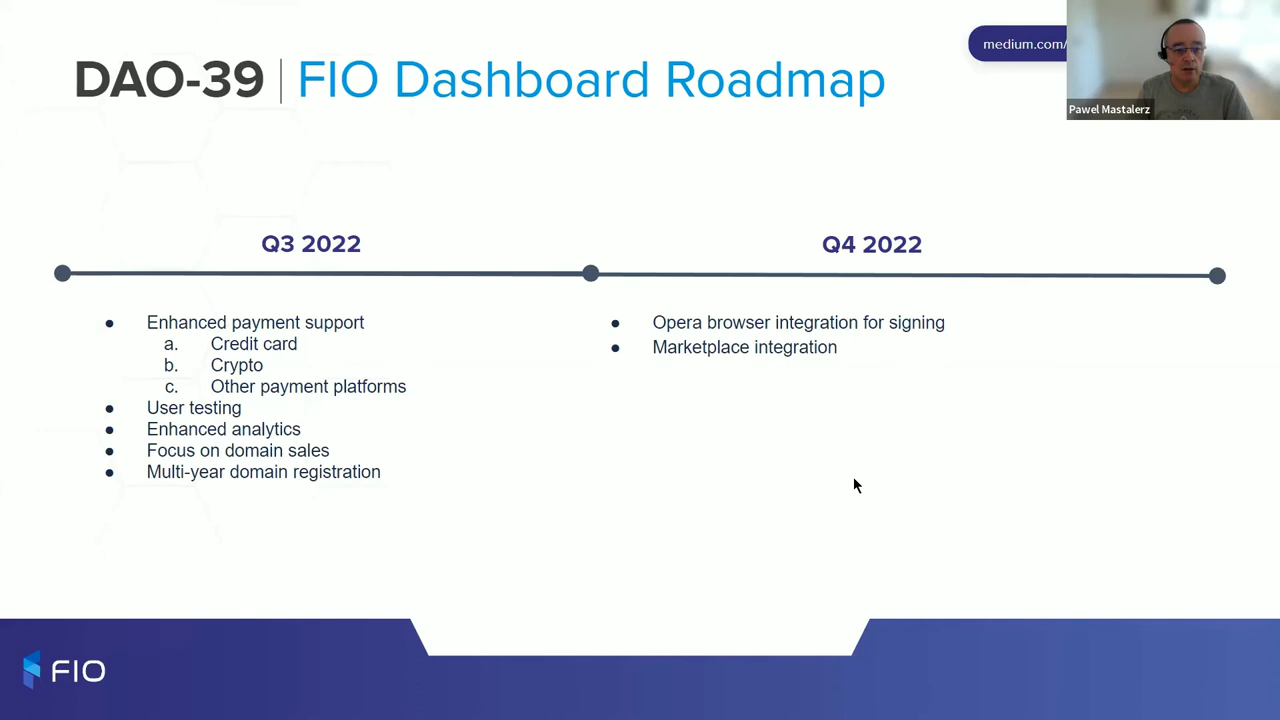 DAO-39 | FIO Dashboard Roadmap
medium.com/
Pawel Mastalerz
Q3 2022
● Enhanced payment support
a. Credit card
b. Crypto
c. Other payment platforms
● User testing
● Enhanced analytics
● Focus on domain sales
● Multi-year domain registration
Q4 2022
● Opera browser integration for signing
● Marketplace integration
FIO